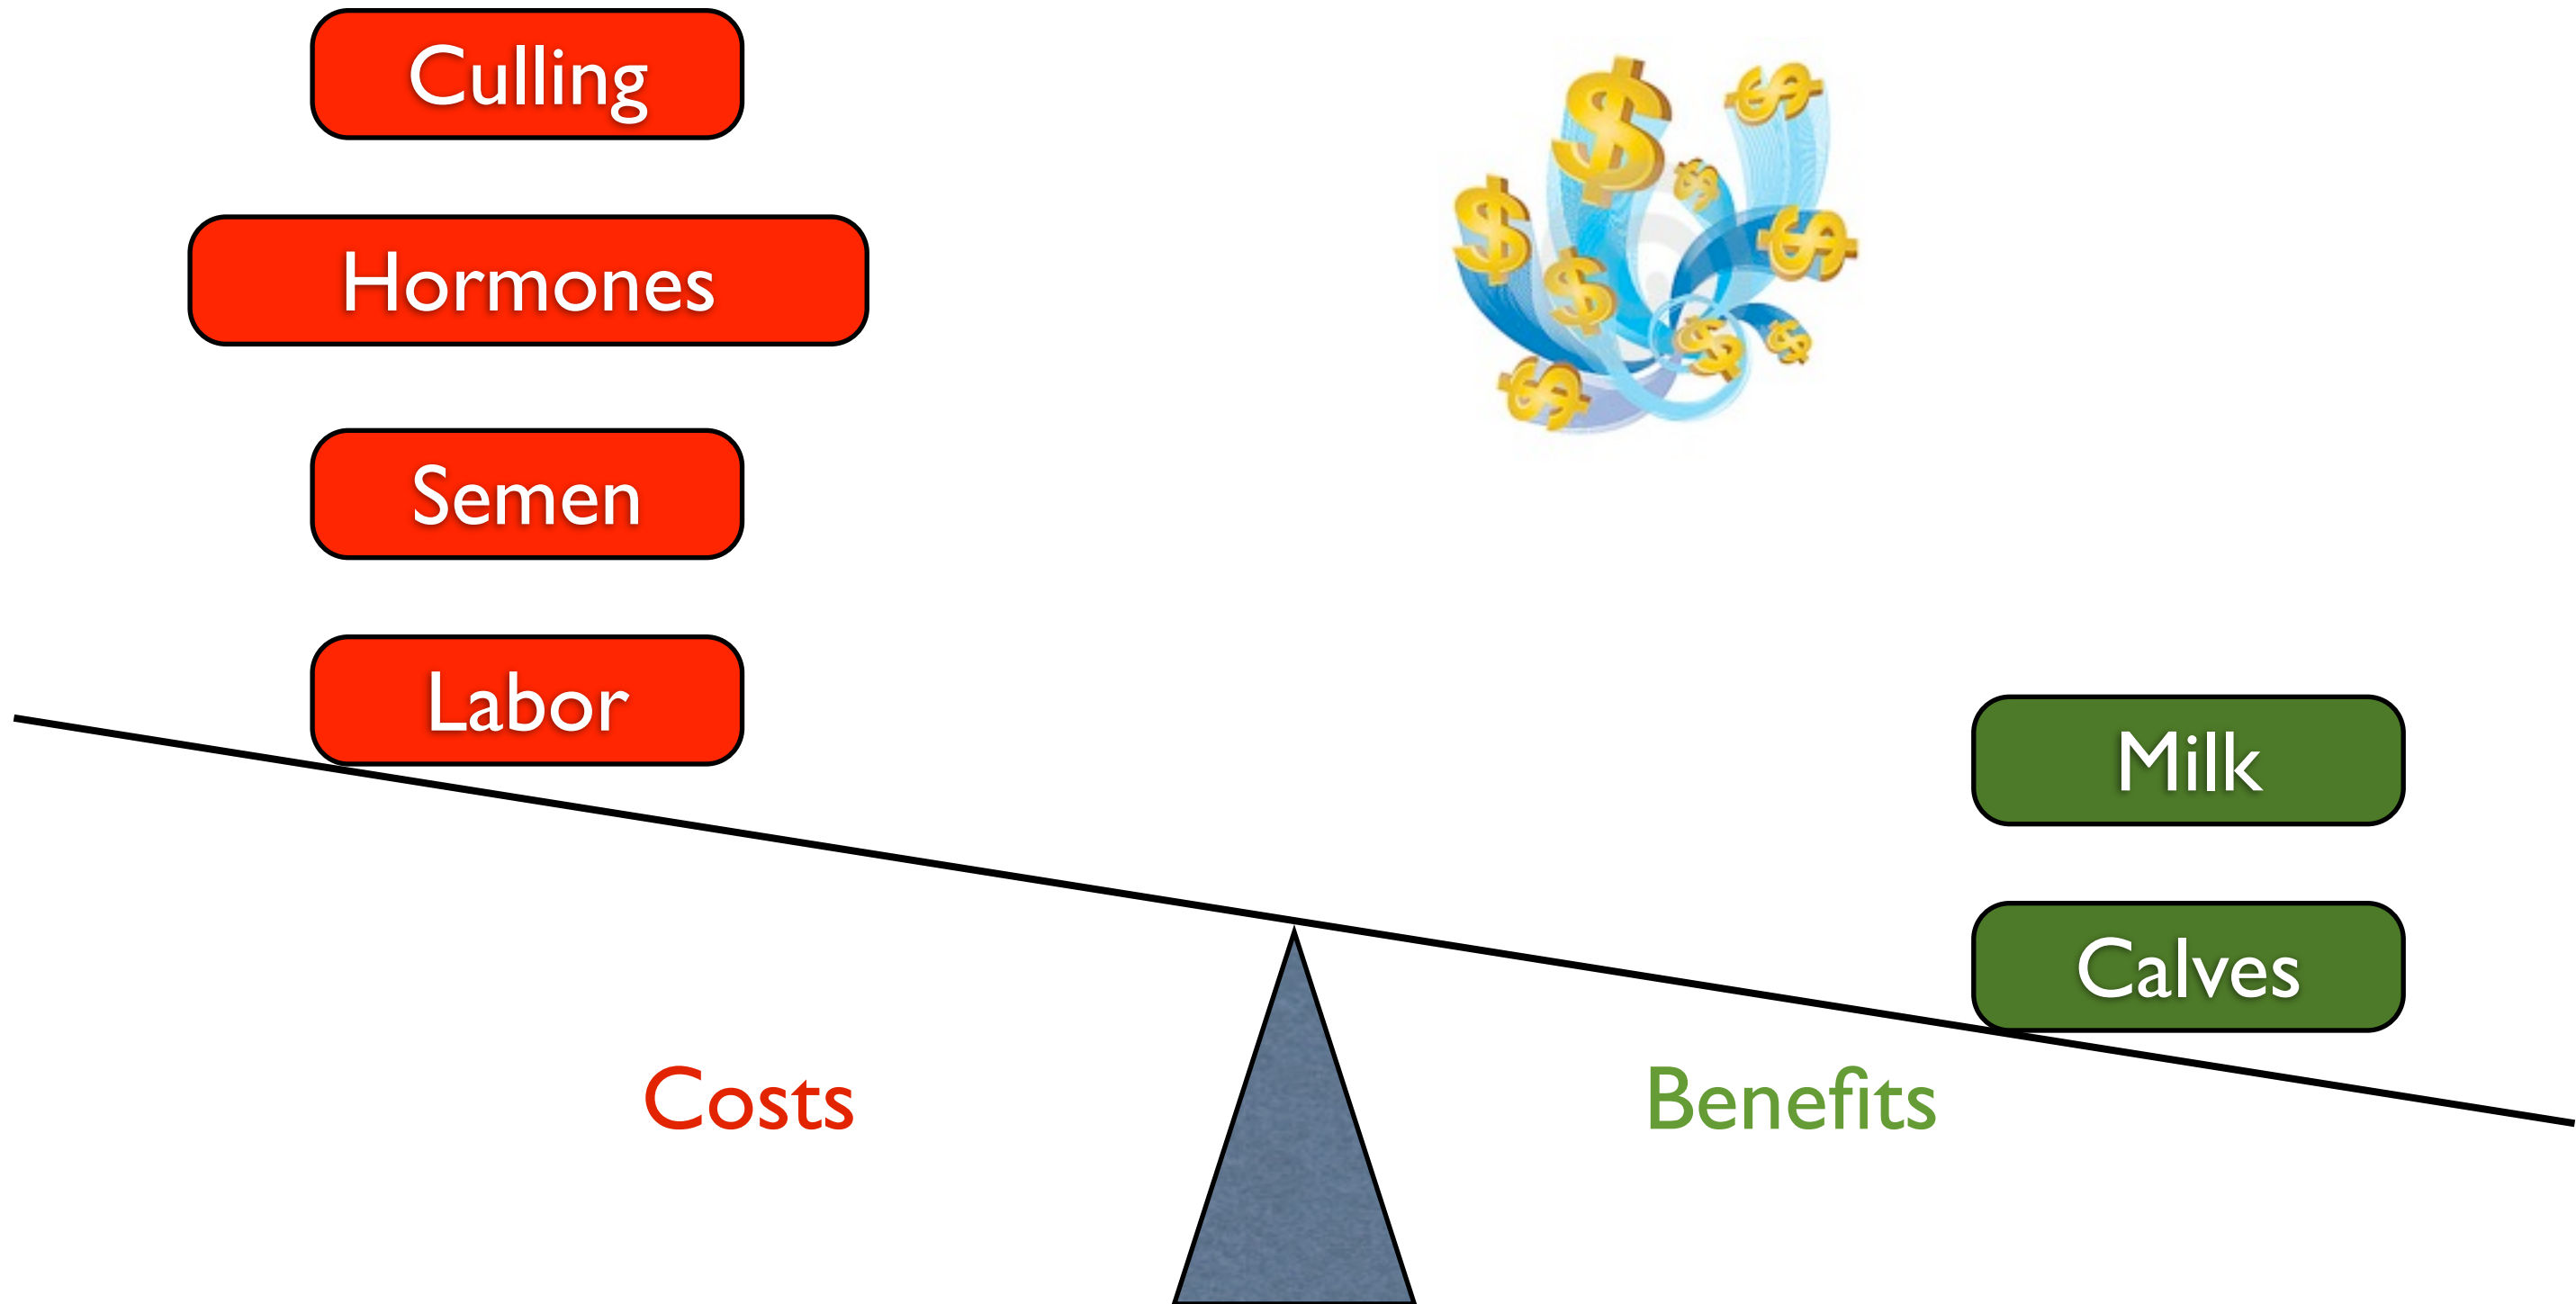 Culling
Hormones
Semen
Labor
Milk
Calves
Costs
Benefits